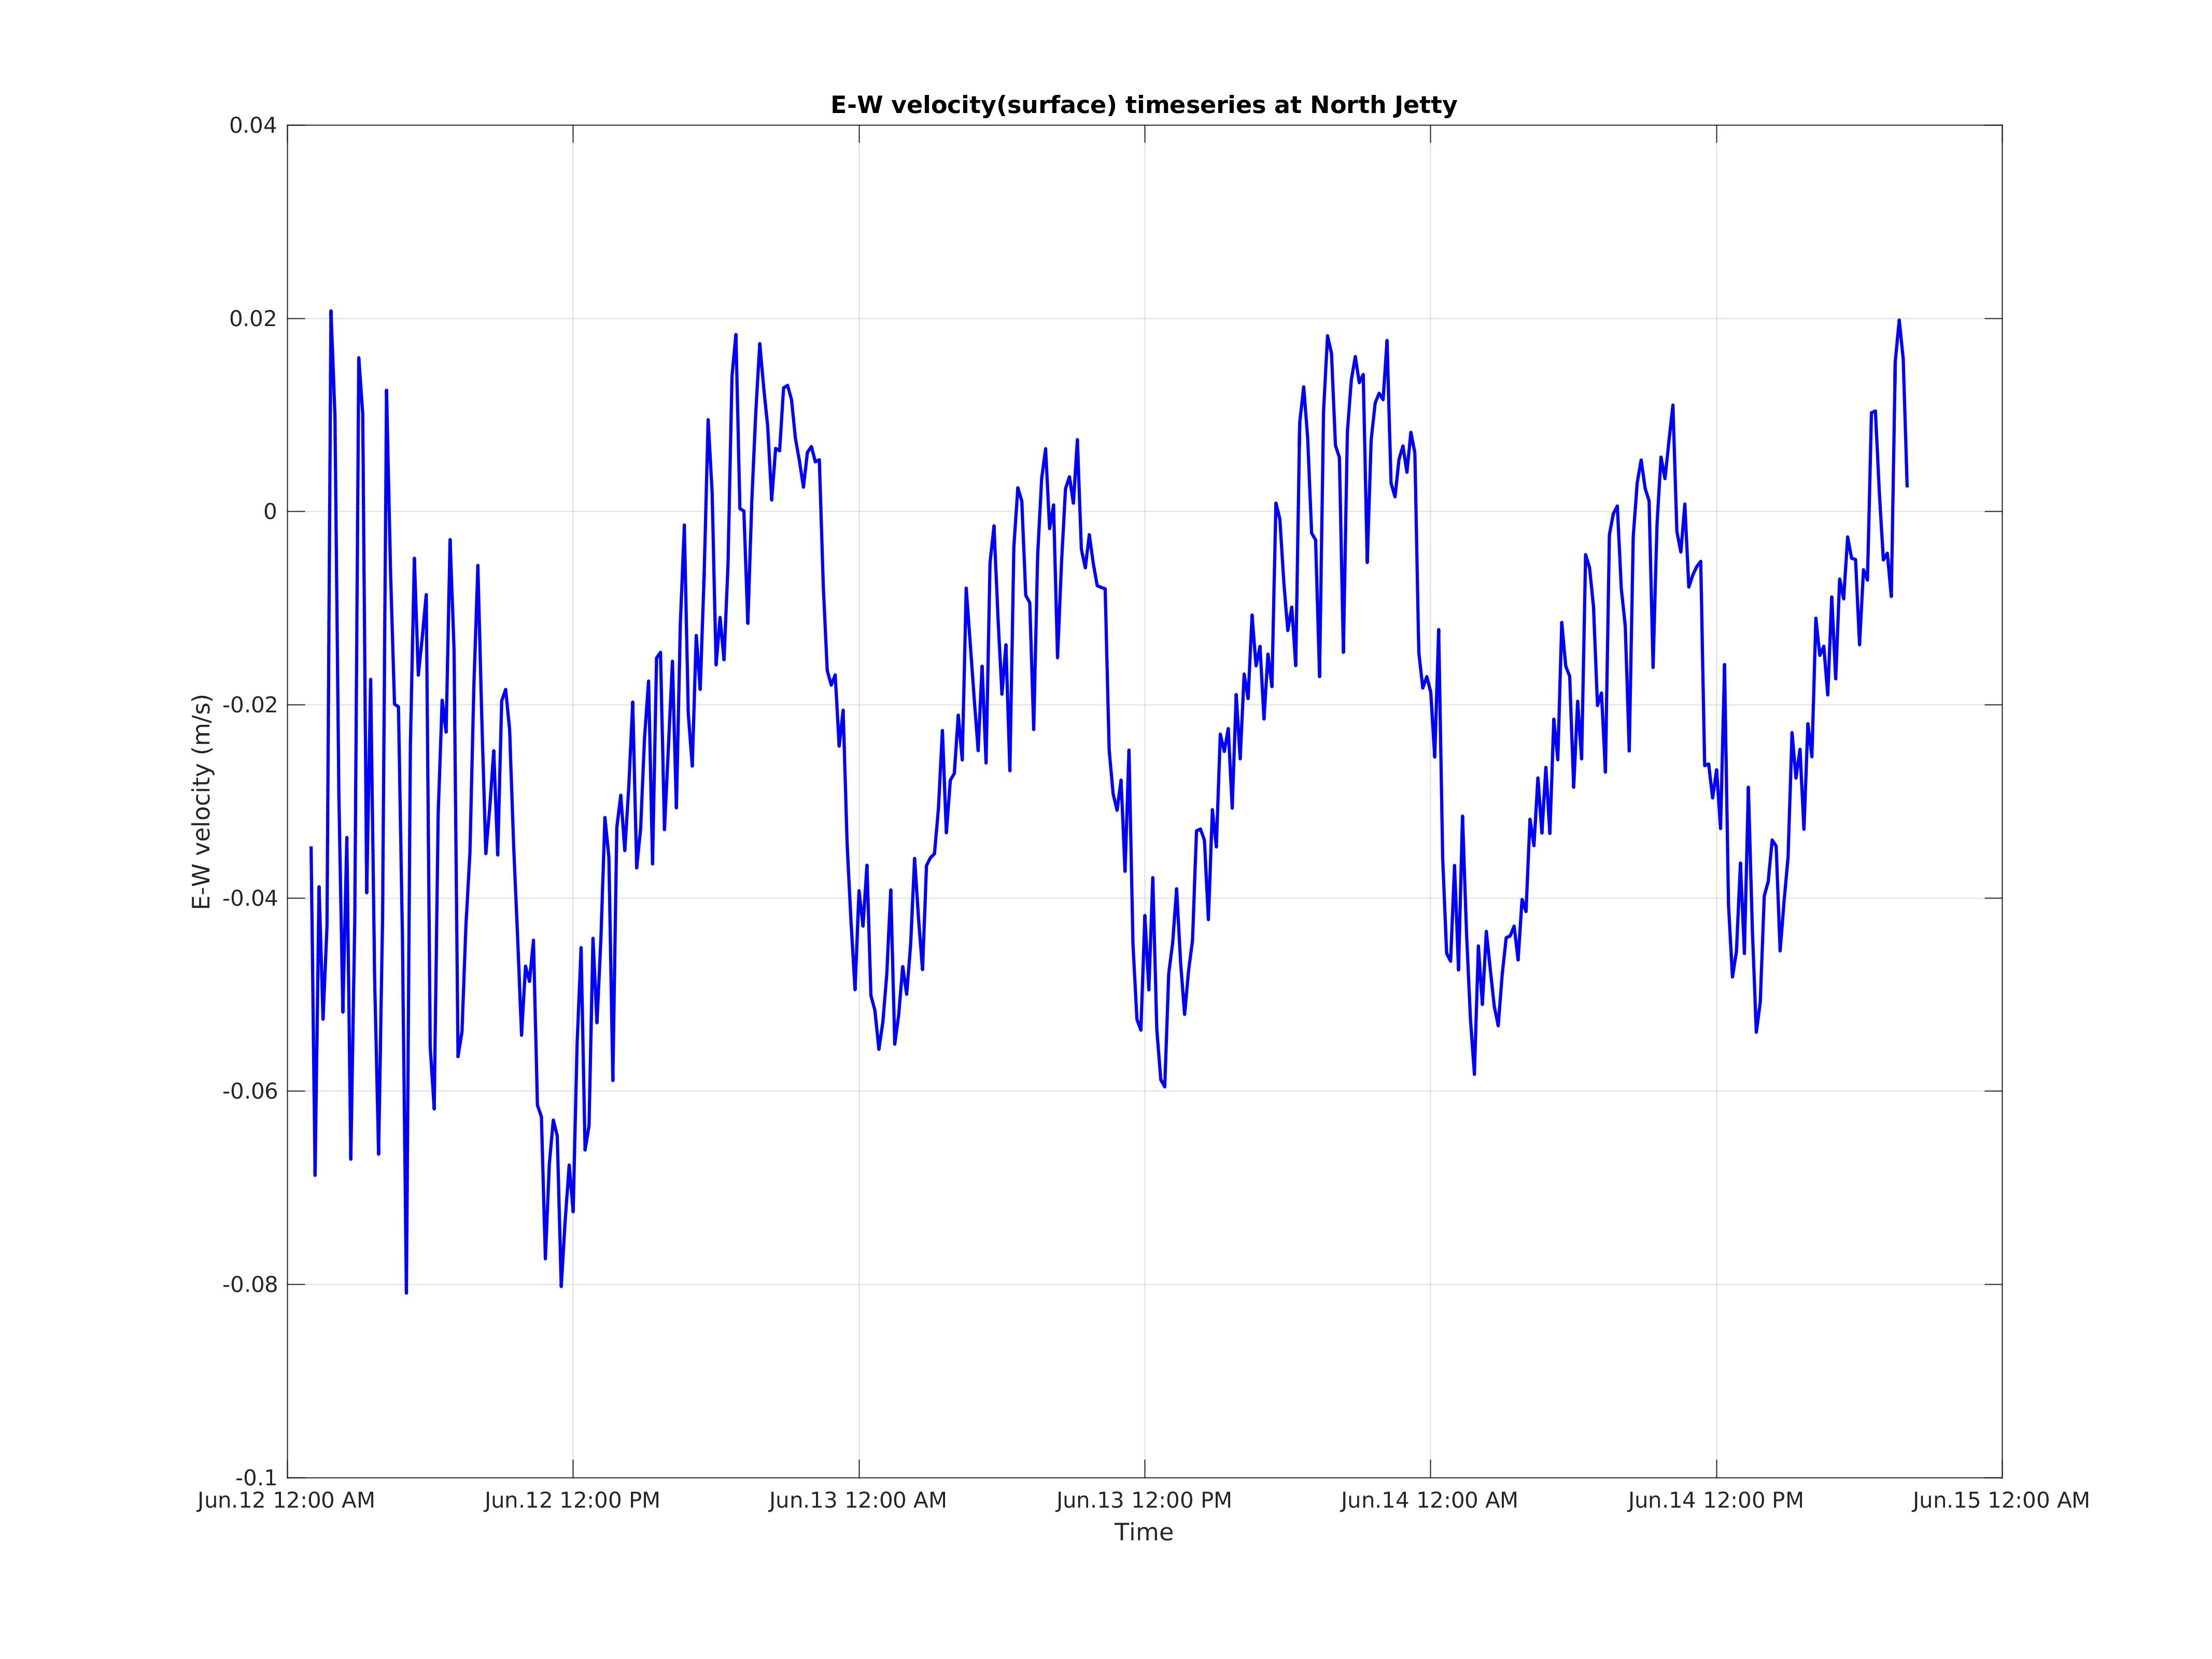 E-W velocity(surface) timeseries at North Jetty
0.04
0.02
0
-0.02
-0.04
-0.06
-0.08
-0.1
E-W velocity (m/s)
Jun.12 12:00 AM
Jun.12 12:00 PM
Jun.13 12:00 AM
Jun.13 12:00 PM
Jun.14 12:00 AM
Jun.14 12:00 PM
Jun.15 12:00 AM
Time